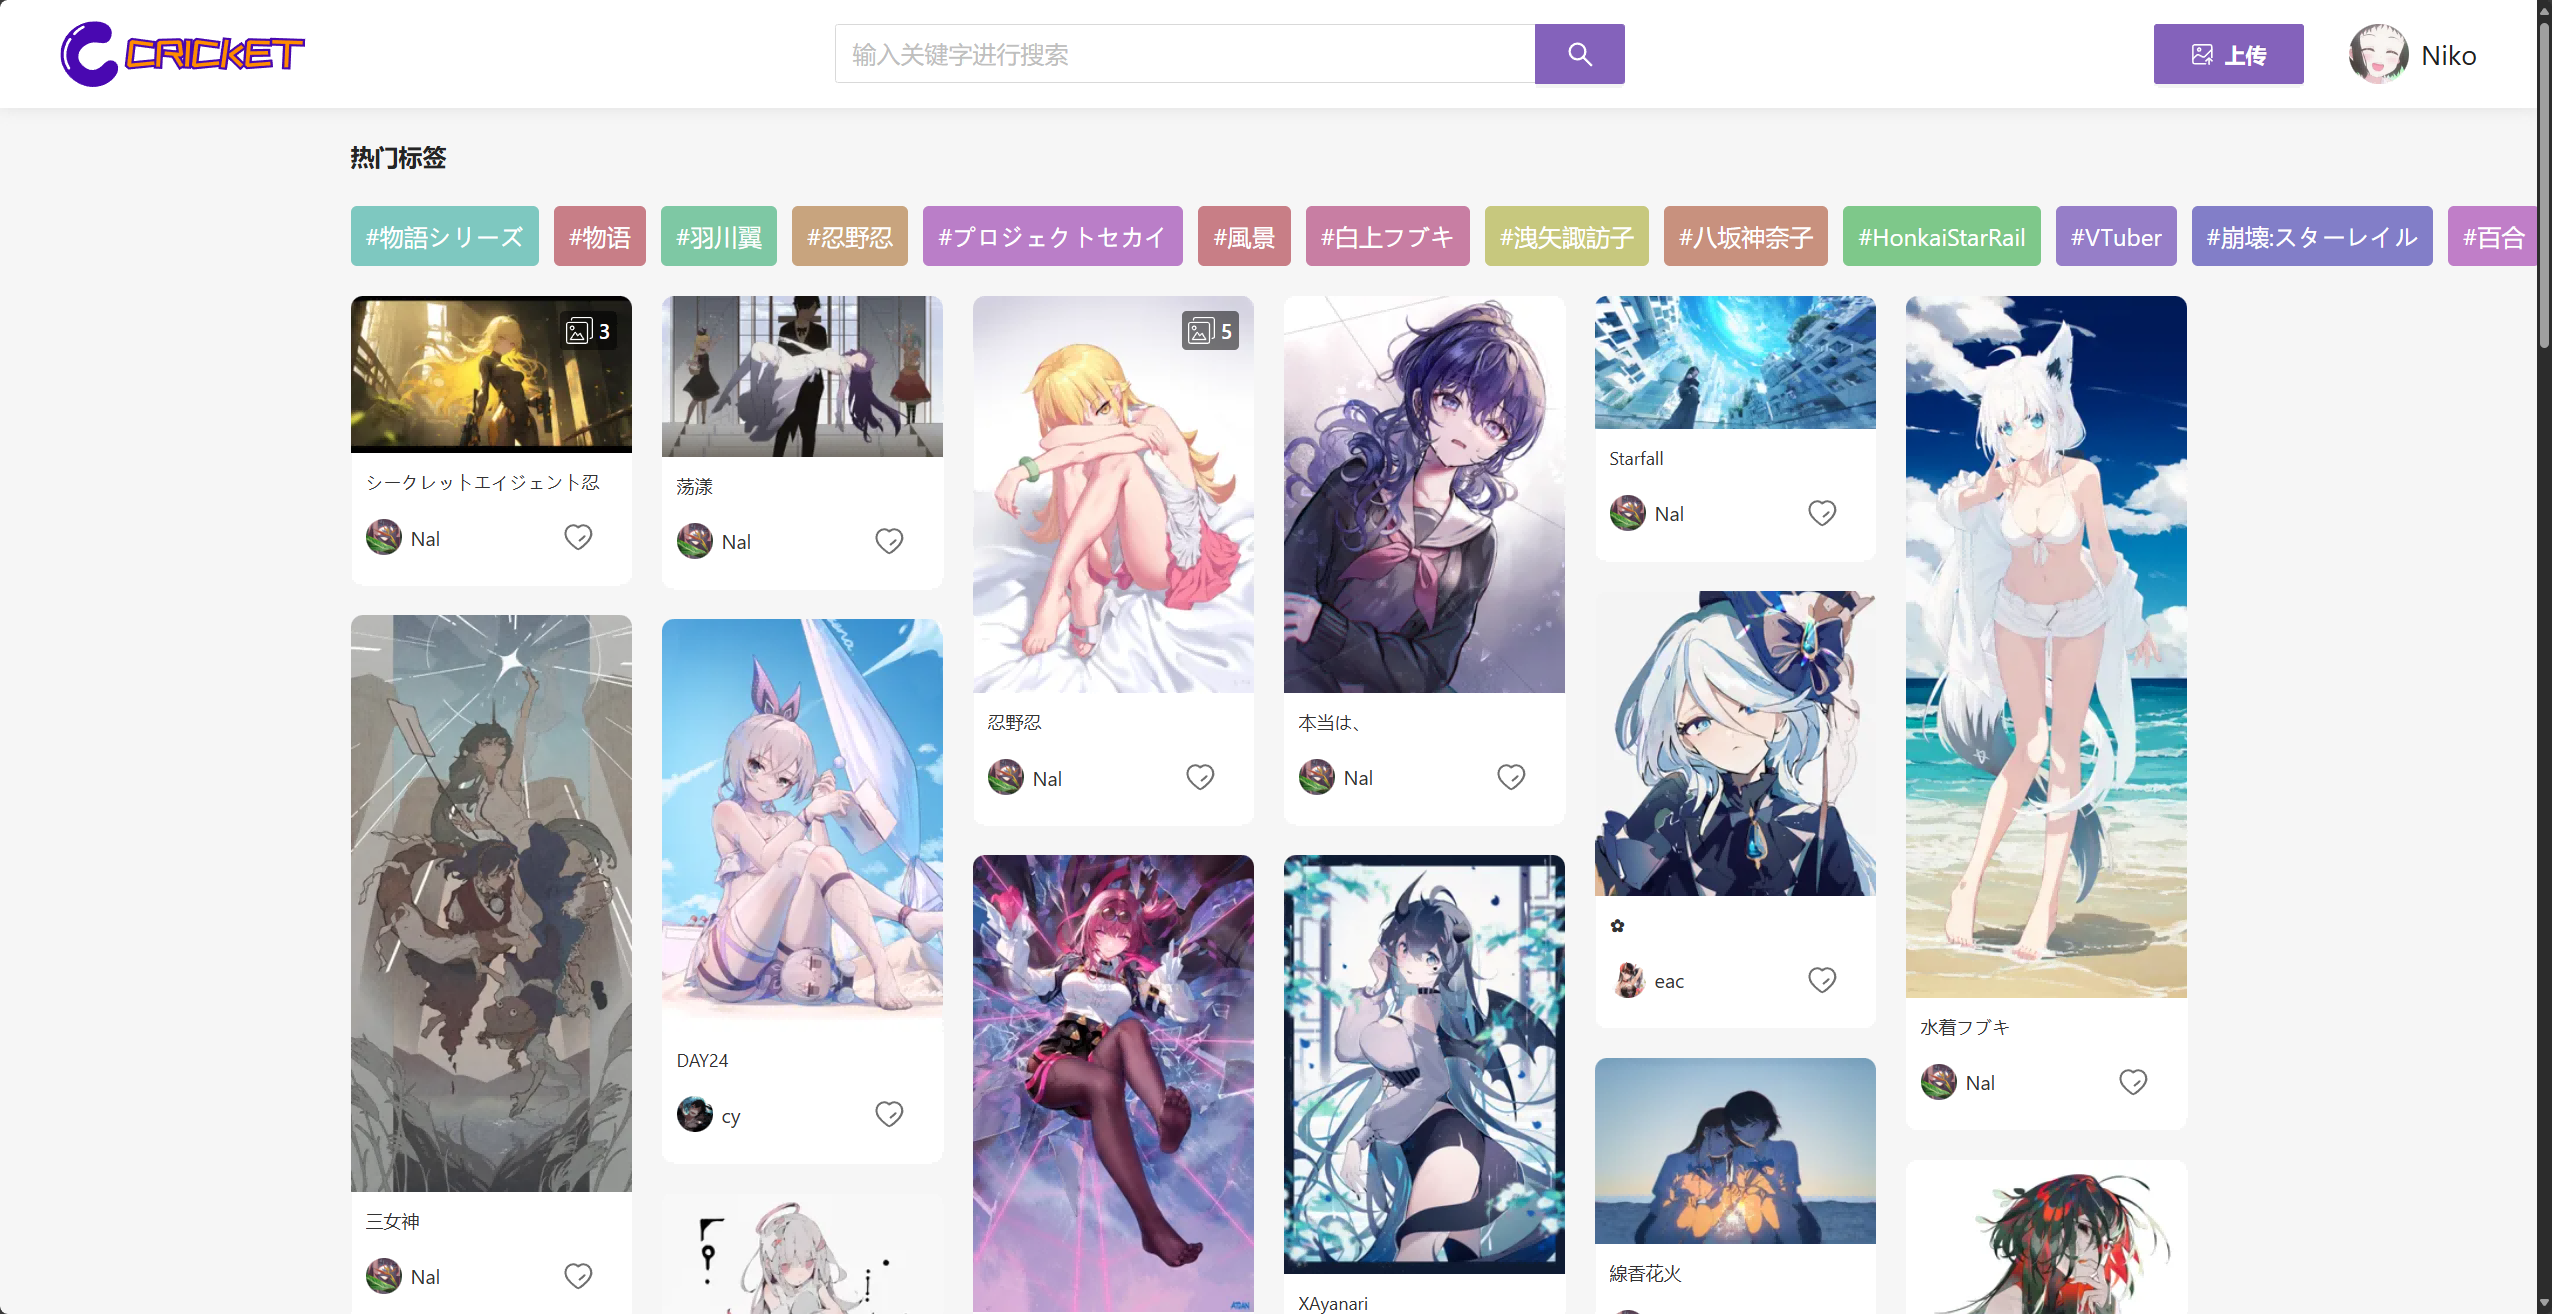 CRICKET
输入关键字进行搜索
上传
Niko
热门标签
#物語シリーズ
#物语
#羽川翼
#忍野忍
#プロジェクトセカイ
#風景
#白上フブキ
#洩矢諏訪子
#八坂神奈子
#HonkaiStarRail
#VTuber
#崩壊:スターレイル
#百合
3
シークレットエイジェント忍
Nal
荡漾
Nal
5
忍野忍
Nal
本当は、
Nal
Starfall
Nal
✿
eac
水着フブキ
Nal
三女神
Nal
DAY24
cy
XAyanari
線香花火